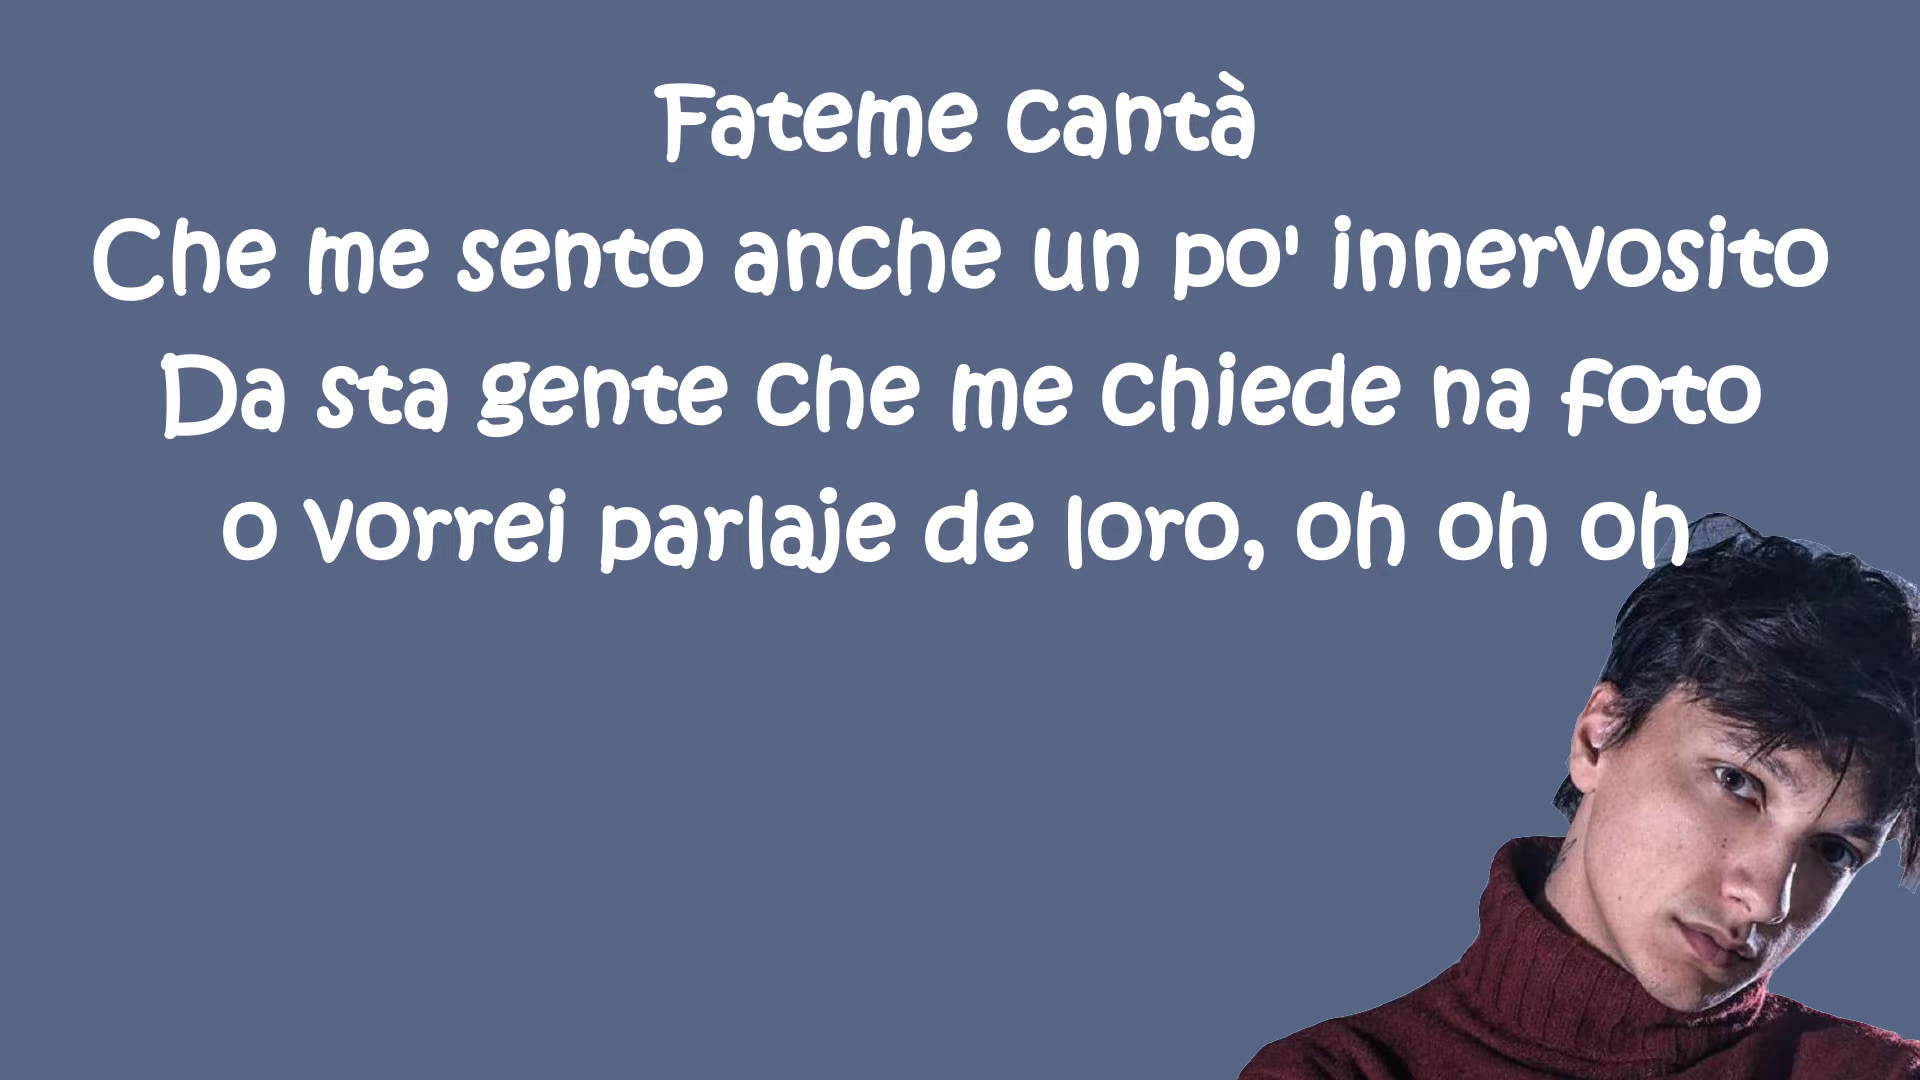 Fateme cantà
Che me sento anche un po' innervosito
Da sta gente che me chiede na foto
o vorrei parlaje de loro, oh oh oh